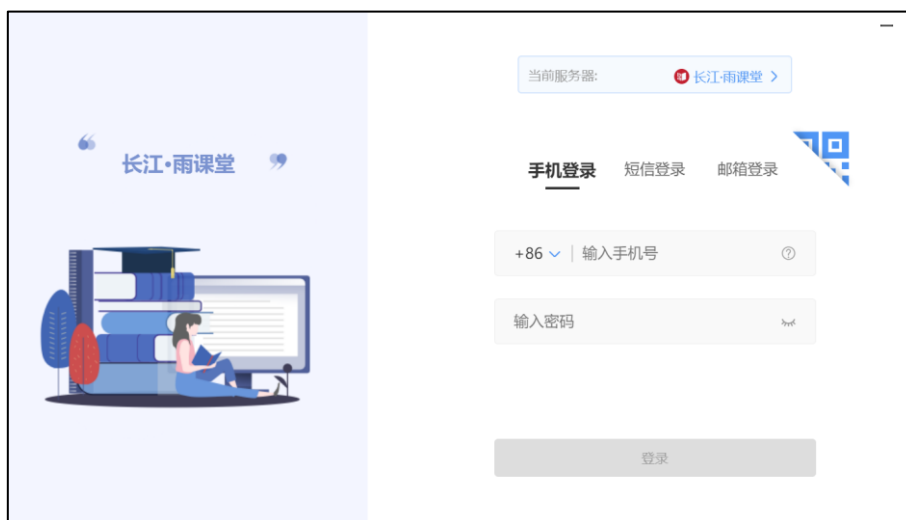 当前服务器: 长江·雨课堂
长江·雨课堂
手机登录 短信登录 邮箱登录
+86 输入手机号
输入密码
登录